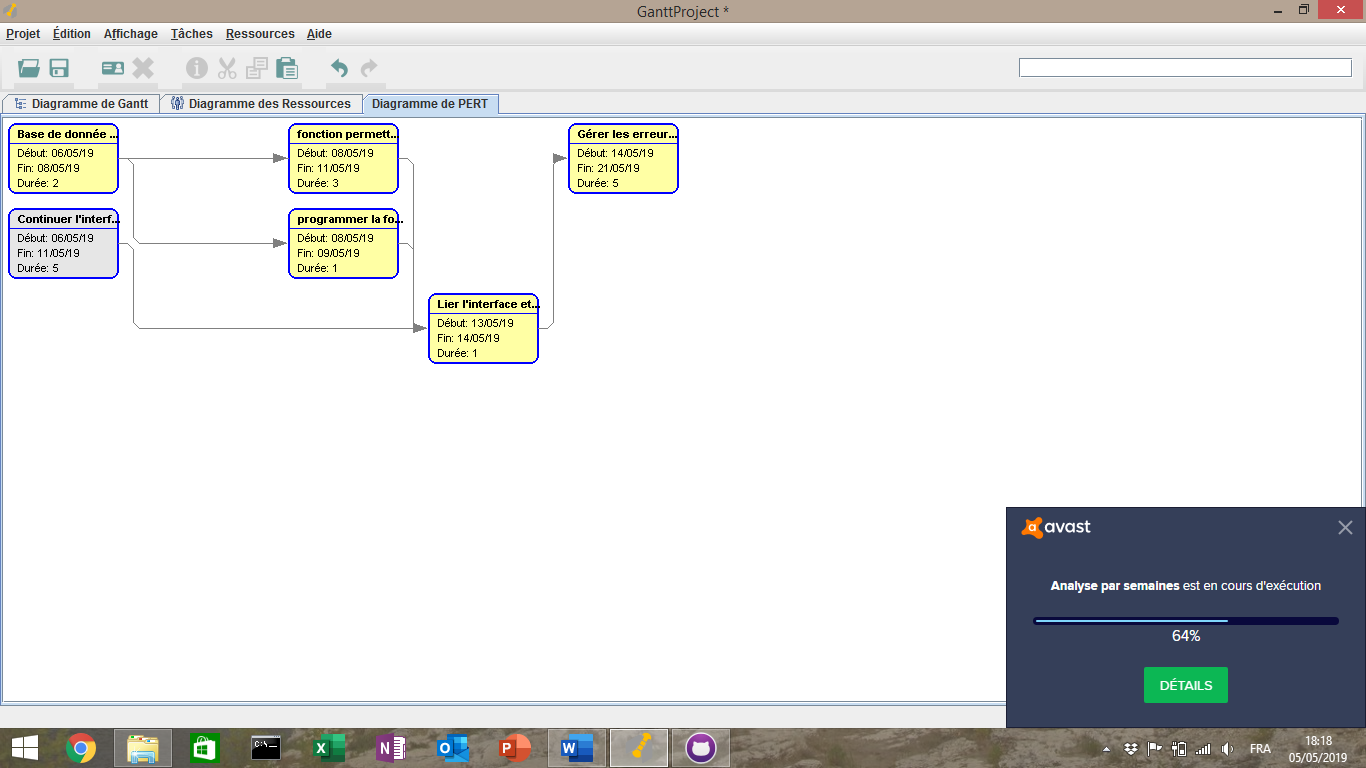 GanttProject *
Projet Édition Affichage Tâches Ressources Aide
Diagramme de Gantt Diagramme des Ressources Diagramme de PERT
Base de donnée ...
Début: 06/05/19
Fin: 08/05/19
Durée: 2
fonction permett...
Début: 08/05/19
Fin: 11/05/19
Durée: 3
Gérer les erreur...
Début: 14/05/19
Fin: 21/05/19
Durée: 5
Continuer l'interf...
Début: 06/05/19
Fin: 11/05/19
Durée: 5
programmer la fo...
Début: 08/05/19
Fin: 09/05/19
Durée: 1
Lier l'interface et...
Début: 13/05/19
Fin: 14/05/19
Durée: 1
avast
Analyse par semaines est en cours d'exécution
64%
DÉTAILS
FRA
18:18
05/05/2019